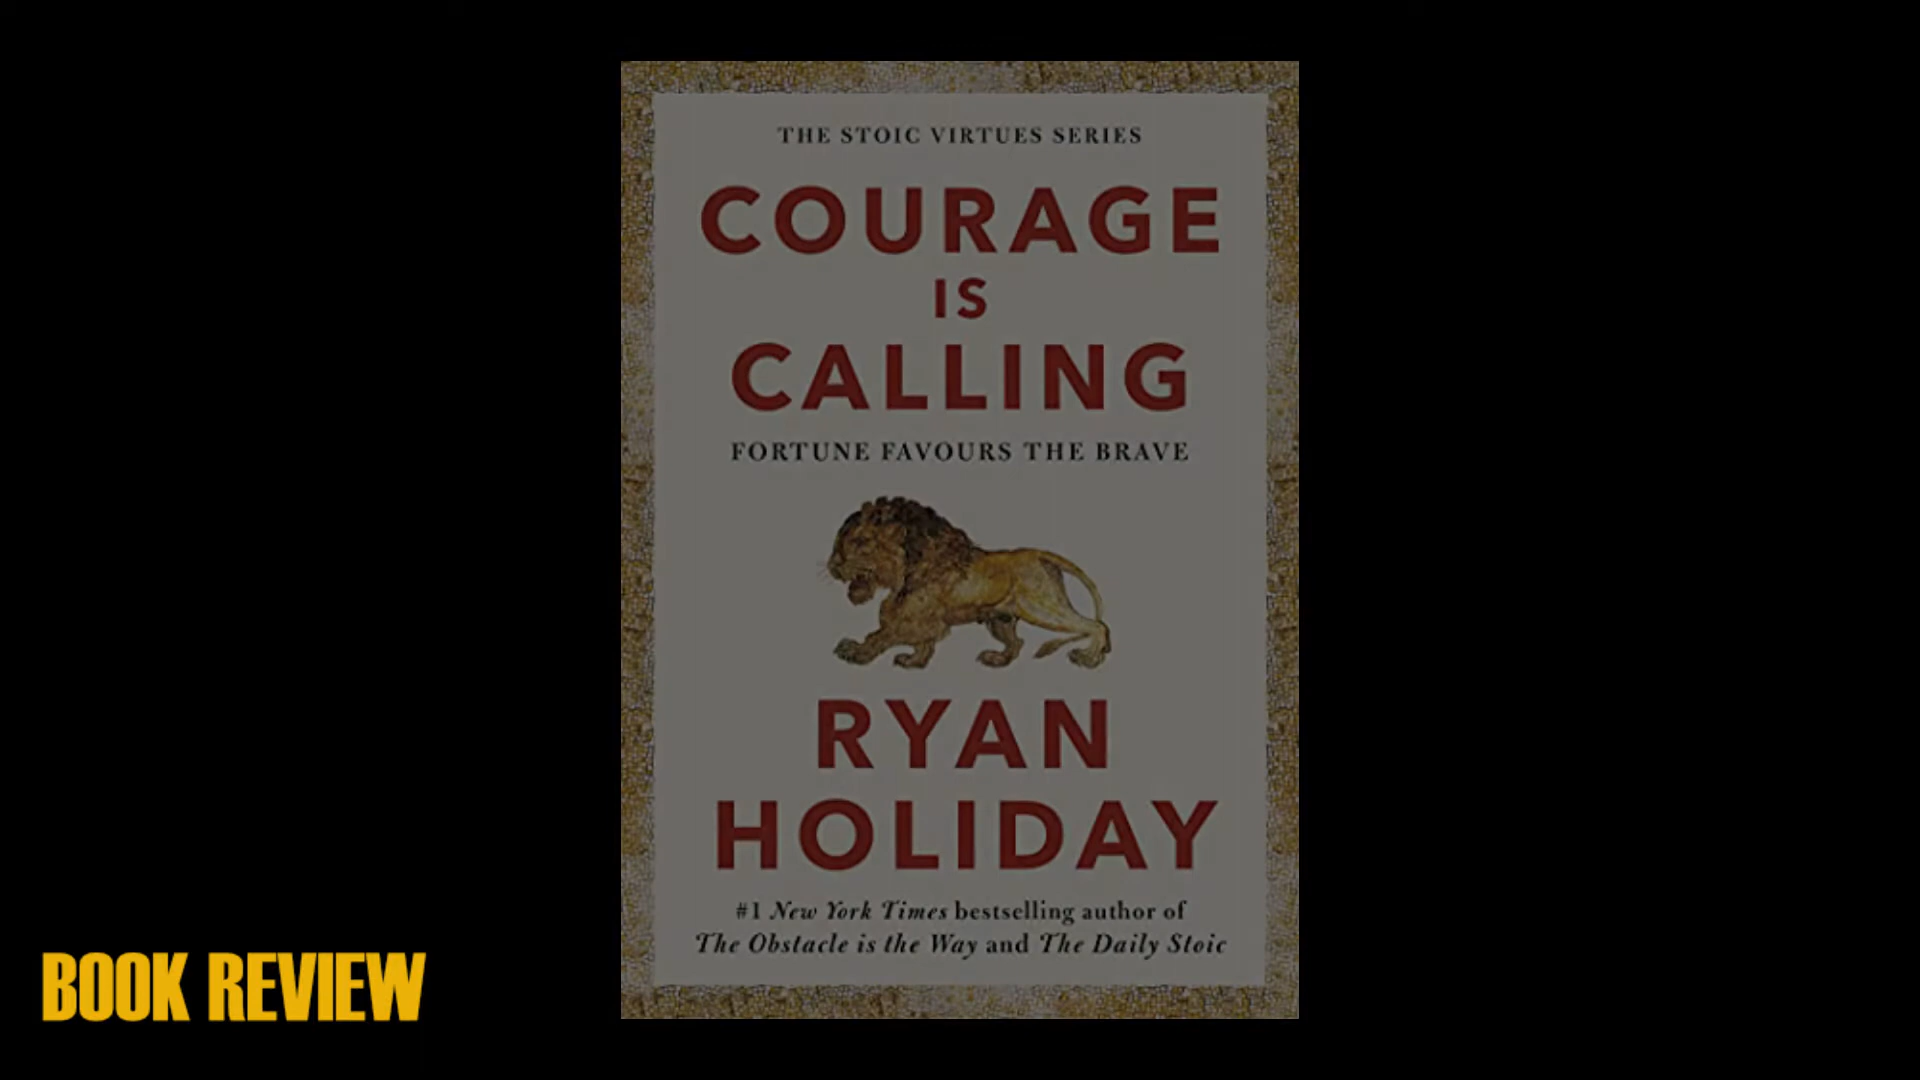 THE STOIC VIRTUES SERIES
COURAGE
IS
CALLING
FORTUNE FAVOURS THE BRAVE
RYAN
HOLIDAY
#1 New York Times bestselling author of
The Obstacle is the Way and The Daily Stoic
BOOK REVIEW